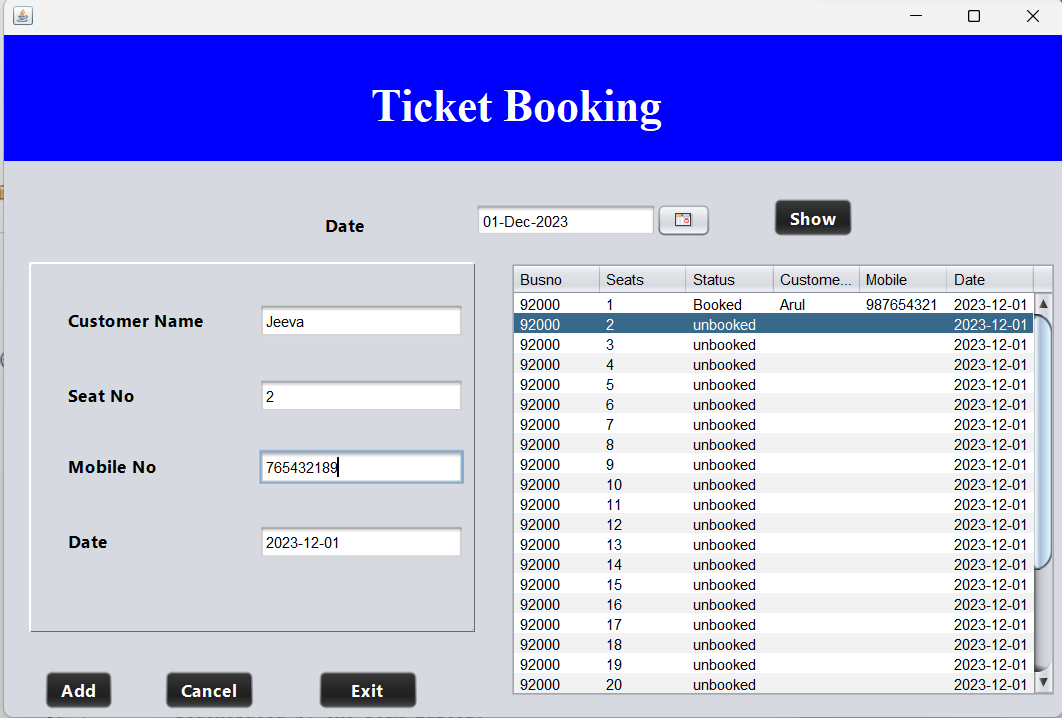 Ticket Booking
Date 01-Dec-2023 Show
Customer Name Jeeva
Seat No 2
Mobile No 765432189
Date 2023-12-01
Add Cancel Exit
Busno Seats Status Custome... Mobile Date
92000 1 Booked Arul 987654321 2023-12-01
92000 2 unbooked 2023-12-01
92000 3 unbooked 2023-12-01
92000 4 unbooked 2023-12-01
92000 5 unbooked 2023-12-01
92000 6 unbooked 2023-12-01
92000 7 unbooked 2023-12-01
92000 8 unbooked 2023-12-01
92000 9 unbooked 2023-12-01
92000 10 unbooked 2023-12-01
92000 11 unbooked 2023-12-01
92000 12 unbooked 2023-12-01
92000 13 unbooked 2023-12-01
92000 14 unbooked 2023-12-01
92000 15 unbooked 2023-12-01
92000 16 unbooked 2023-12-01
92000 17 unbooked 2023-12-01
92000 18 unbooked 2023-12-01
92000 19 unbooked 2023-12-01
92000 20 unbooked 2023-12-01